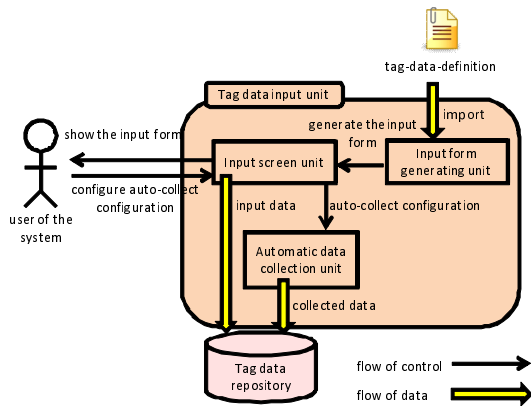 tag-data-definition
Tag data input unit
import
generate the input
form
show the input form
Input screen unit
Input form
generating unit
configure auto-collect
configuration
user of the
system
input data
auto-collect configuration
Automatic data
collection unit
collected data
Tag data
repository
flow of control
flow of data